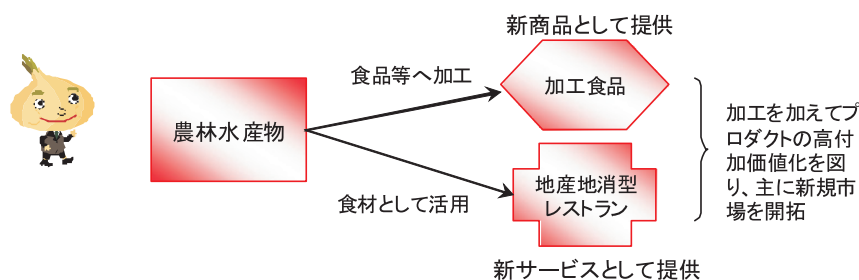 新商品として提供
食品等へ加工
加工食品
農林水産物
加工を加えてプ
ロダクトの高付
加価値化を図
り、主に新規市
場を開拓
食材として活用
地産地消型
レストラン
新サービスとして提供